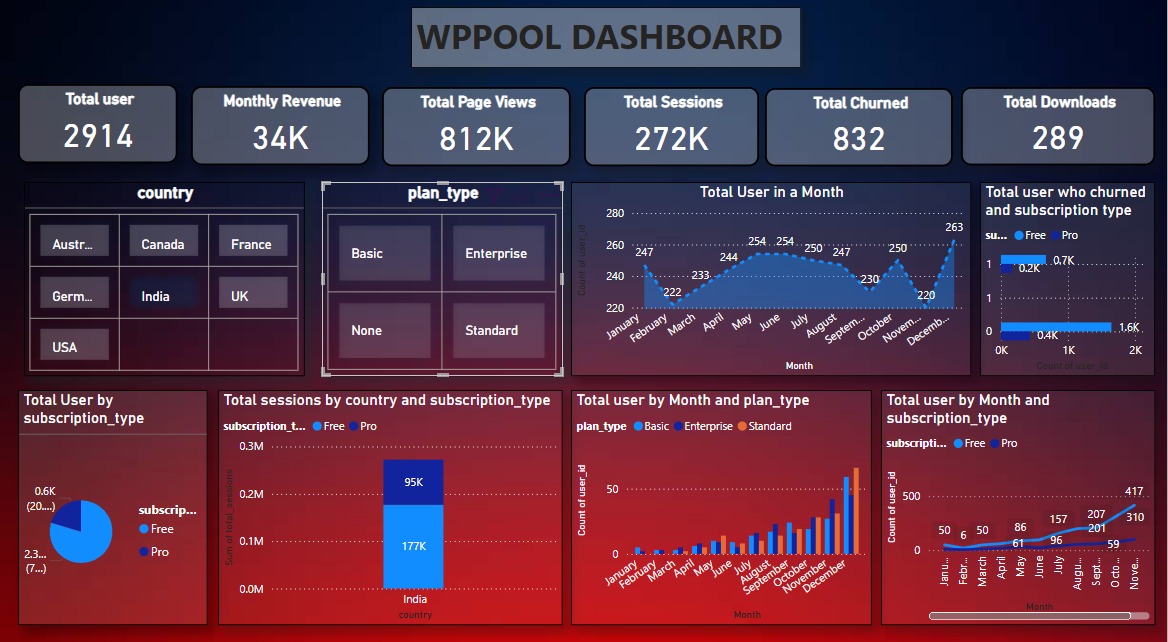 WPPOOL DASHBOARD
Total user
2914
Monthly Revenue
34K
Total Page Views
812K
Total Sessions
272K
Total Churned
832
Total Downloads
289
country
Austr...
Canada
France
Germ...
India
UK
USA
plan_type
Basic
Enterprise
None
Standard
Total User in a Month
Count of user_id
280
260
240
220
247
222
233
244
254
254
250
247
230
250
220
263
January
February
March
April
May
June
July
August
Septem...
October
Novem...
Decemb...
Month
Total user who churned
and subscription type
su...
Free
Pro
1
1
0
0.7K
0.2K
1.6K
0.4K
0K
1K
2K
Count of user_id
Total User by
subscription_type
0.6K
(20....)
2.3...
(7...)
subscrip...
Free
Pro
Total sessions by country and subscription_type
subscription_t...
Free
Pro
Sum of total_sessions
0.3M
0.2M
0.1M
0.0M
95K
177K
India
country
Total user by Month and plan_type
plan_type
Basic
Enterprise
Standard
Count of user_id
50
0
January
February
March
April
May
June
July
August
September
October
November
December
Month
Total user by Month and
subscription_type
subscripti...
Free
Pro
Count of user_id
500
0
50
6
50
86
61
157
96
207
201
59
417
310
Janu...
Febr...
March
April
May
June
July
Augu...
Sept...
Octo...
Nove...
Month